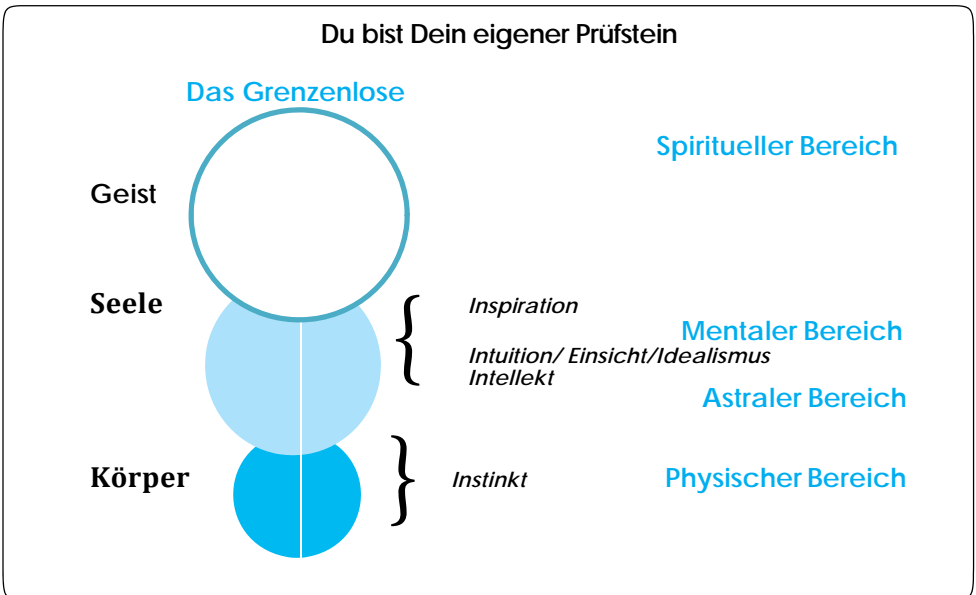 Du bist Dein eigener Prüfstein
Das Grenzenlose
Spiritueller Bereich
Geist
Seele
Inspiration
Mentaler Bereich
Intuition/ Einsicht/Idealismus
Intellekt
Astraler Bereich
Körper
Instinkt
Physischer Bereich